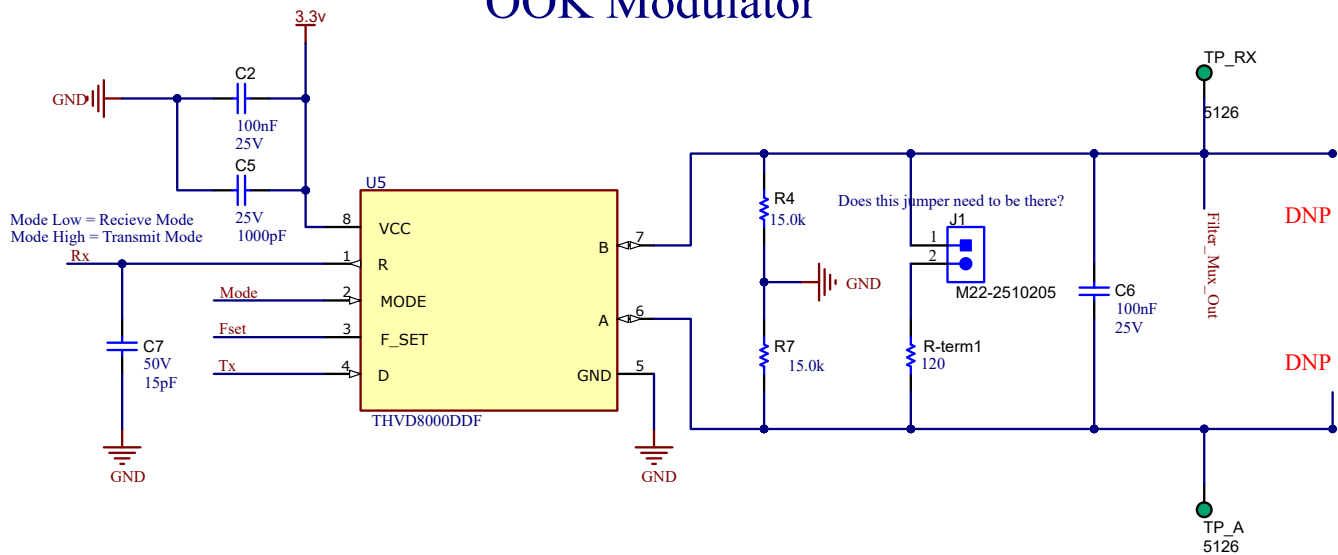 OOK Modulator
3.3v
C2
GND
100nF
25V
C5
25V
1000pF
TP_RX
5126
Mode Low = Recieve Mode
Mode High = Transmit Mode
Rx
Mode
Fset
Tx
C7
50V
15pF
GND
U5
8
VCC
1
R
2
MODE
3
F_SET
4
D
B
7
A
6
GND
5
THVD8000DDF
GND
R4
15.0k
GND
R7
15.0k
Does this jumper need to be there?
J1
1
2
M22-2510205
R-term1
120
C6
100nF
25V
Filter_Mux_Out
DNP
DNP
TP_A
5126